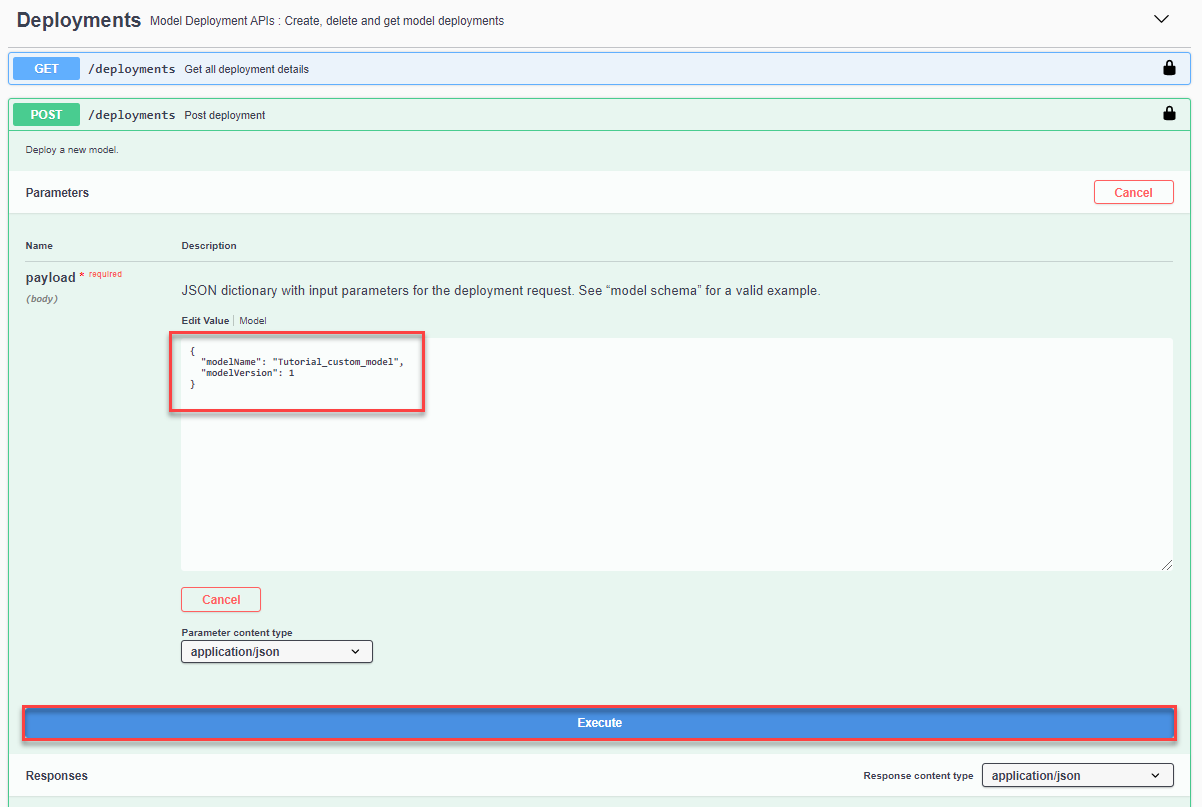 Deployments Model Deployment APIs : Create, delete and get model deployments
GET /deployments Get all deployment details
POST /deployments Post deployment
Deploy a new model.
Parameters Cancel
Name Description
payload * required
(body)
JSON dictionary with input parameters for the deployment request. See “model schema” for a valid example.
Edit Value Model
{
"modelName": "Tutorial_custom_model",
"modelVersion": 1
}
Cancel
Parameter content type
application/json
Execute
Responses Response content type application/json